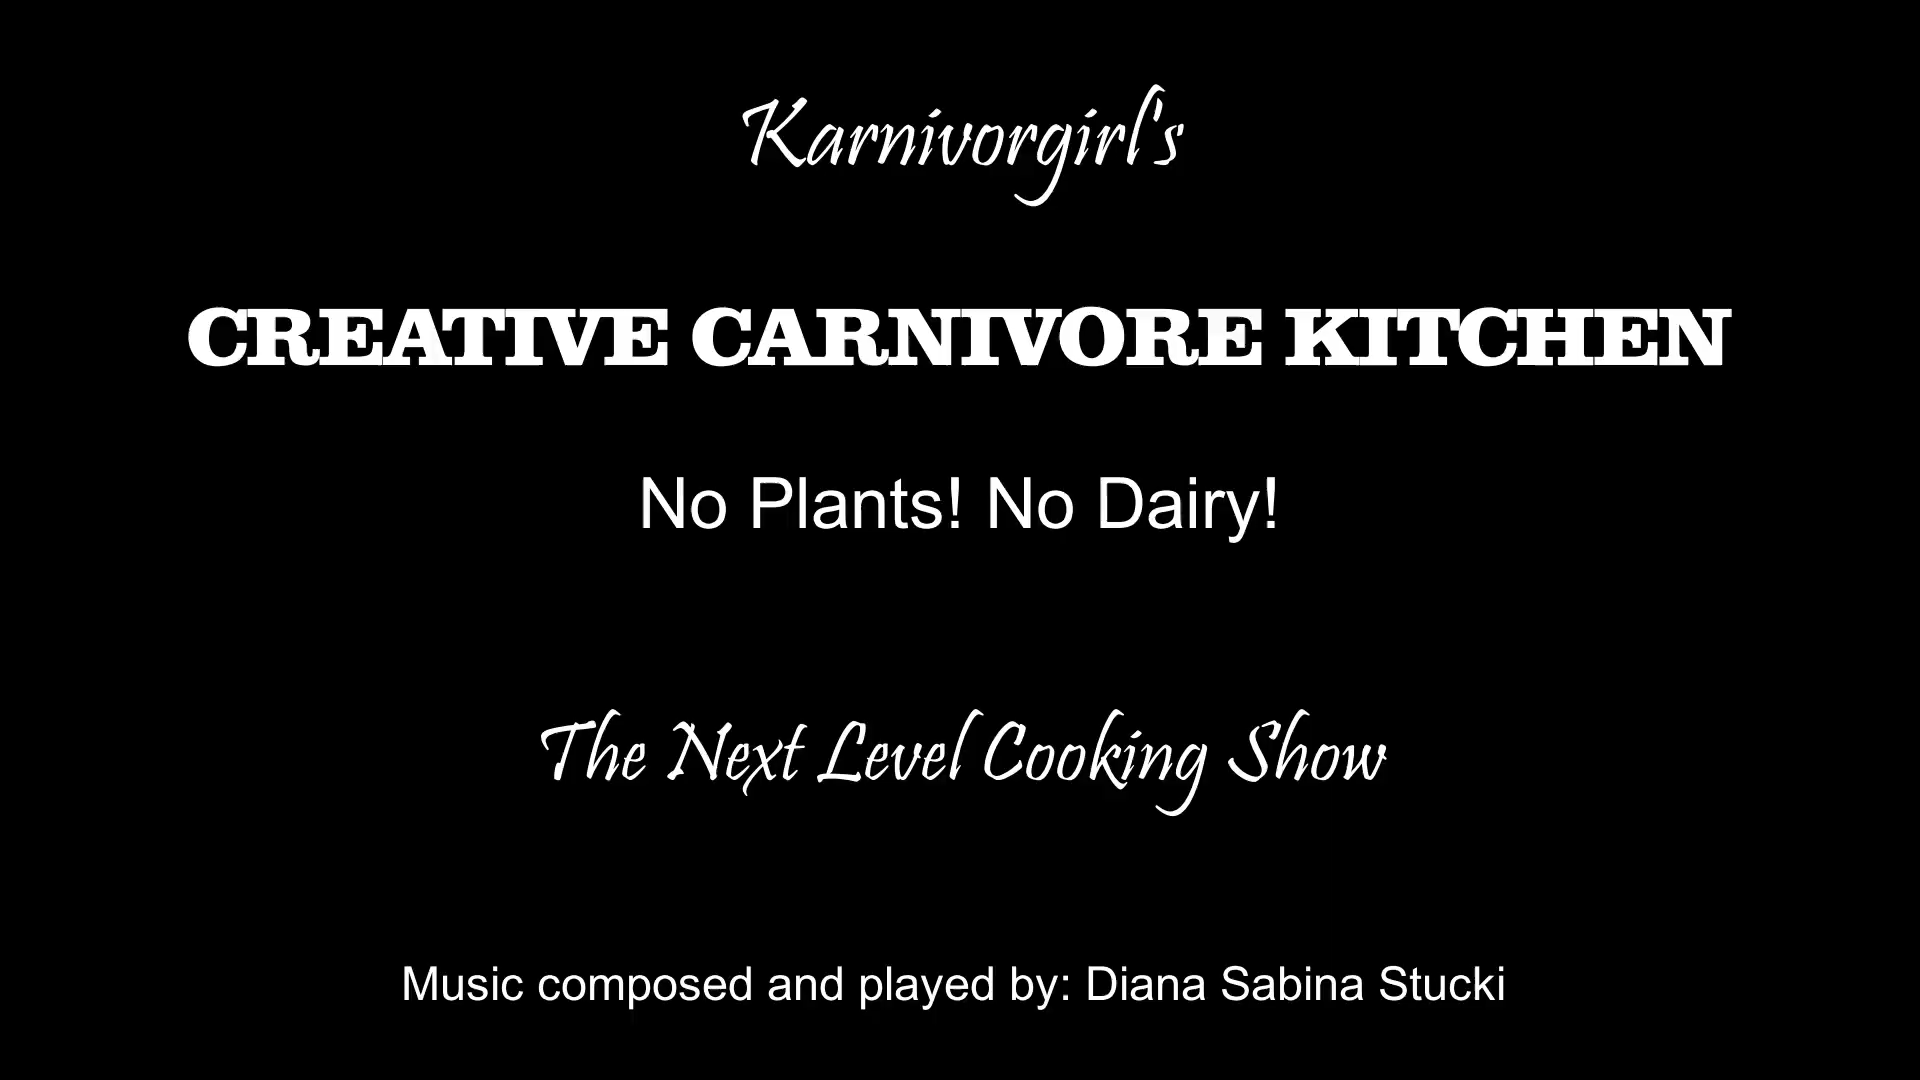 Karnivorgirl's
CREATIVE CARNIVORE KITCHEN
No Plants! No Dairy!
The Next Level Cooking Show
Music composed and played by: Diana Sabina Stucki